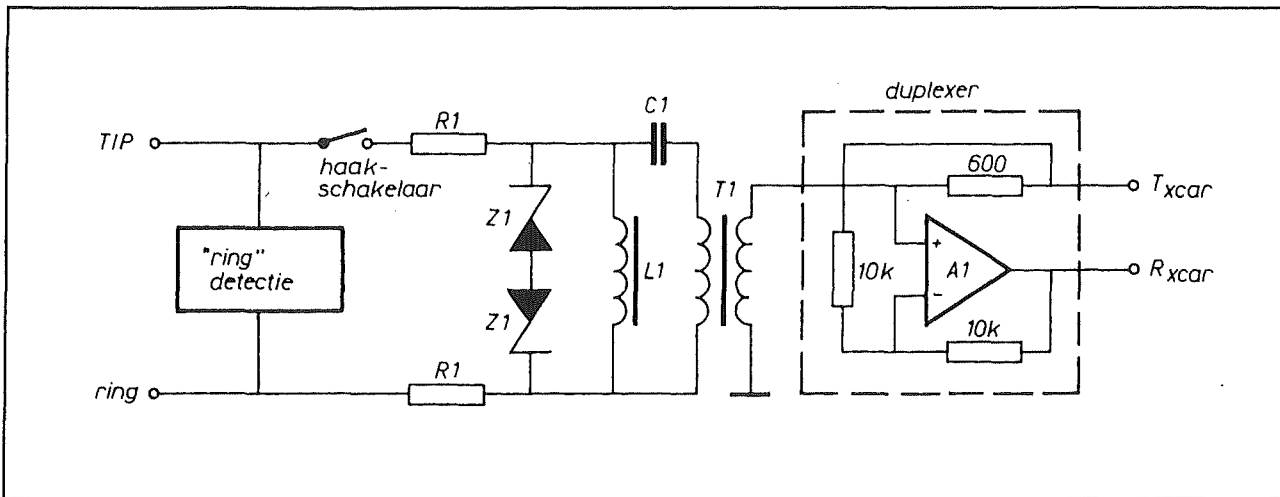 duplexer
C1
TIP
R1
haak-
schakelaar
600
T1
Txcar
Z1
"ring"
detectie
L1
10k
+
A1
Rxcar
-
Z1
10k
ring
R1